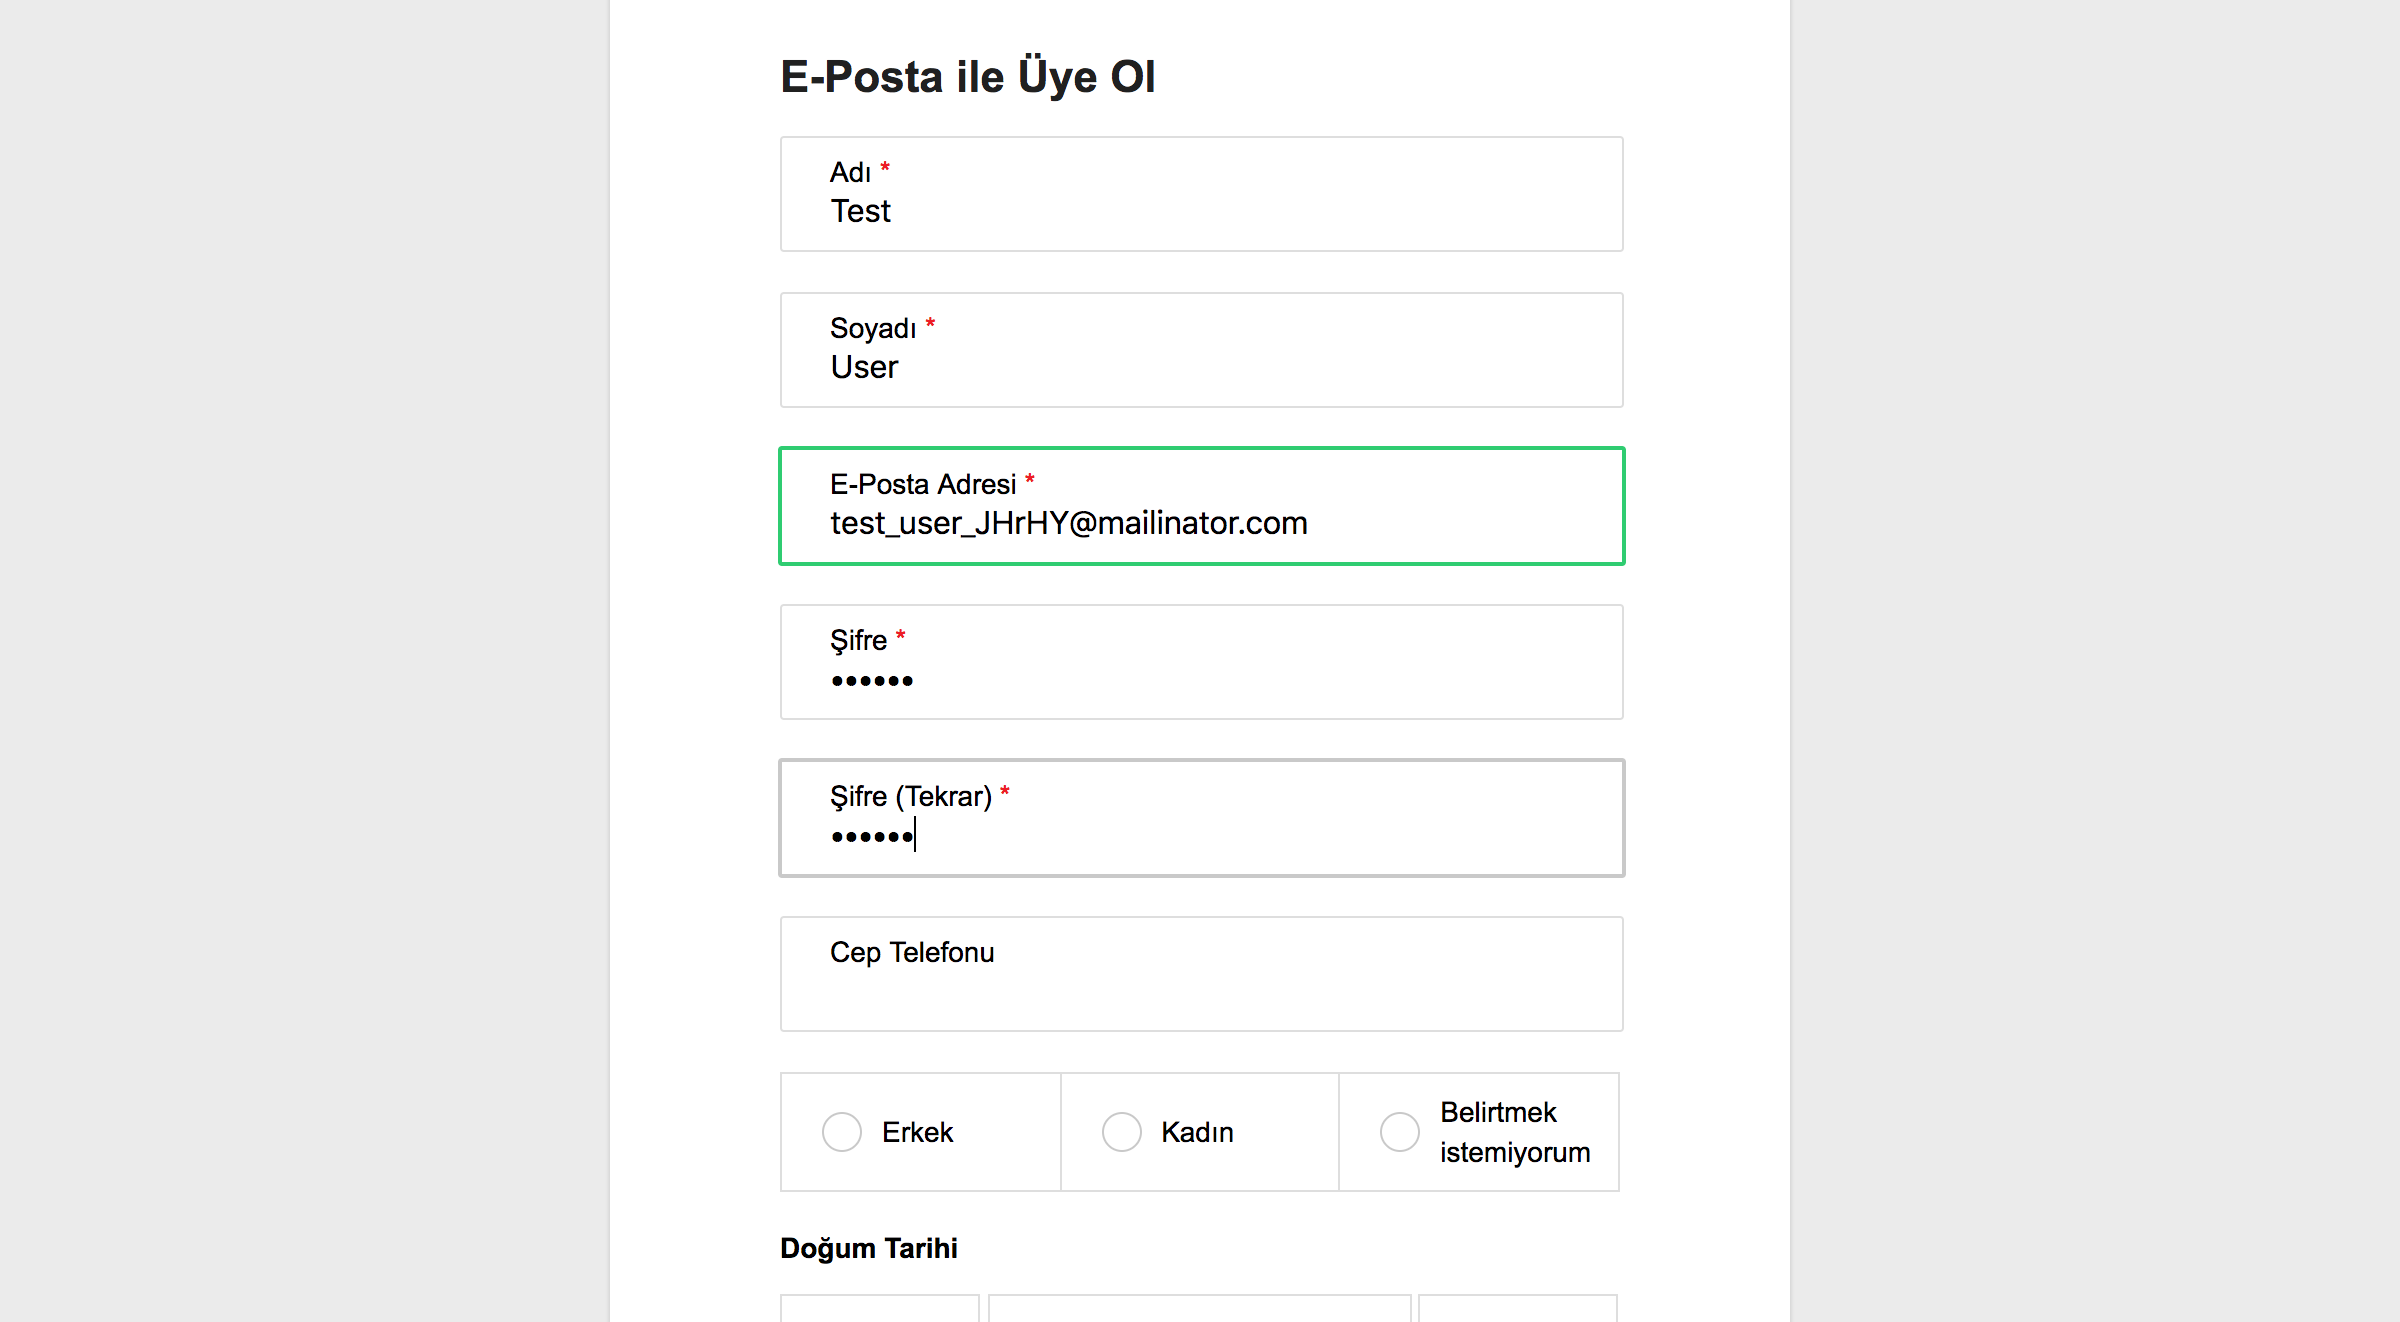 E-Posta ile Üye Ol
Adı *
Test
Soyadı *
User
E-Posta Adresi *
test_user_JHrHY@mailinator.com
Şifre *
••••••
Şifre (Tekrar) *
••••••
Cep Telefonu
Erkek
Kadın
Belirtmek
istemiyorum
Doğum Tarihi